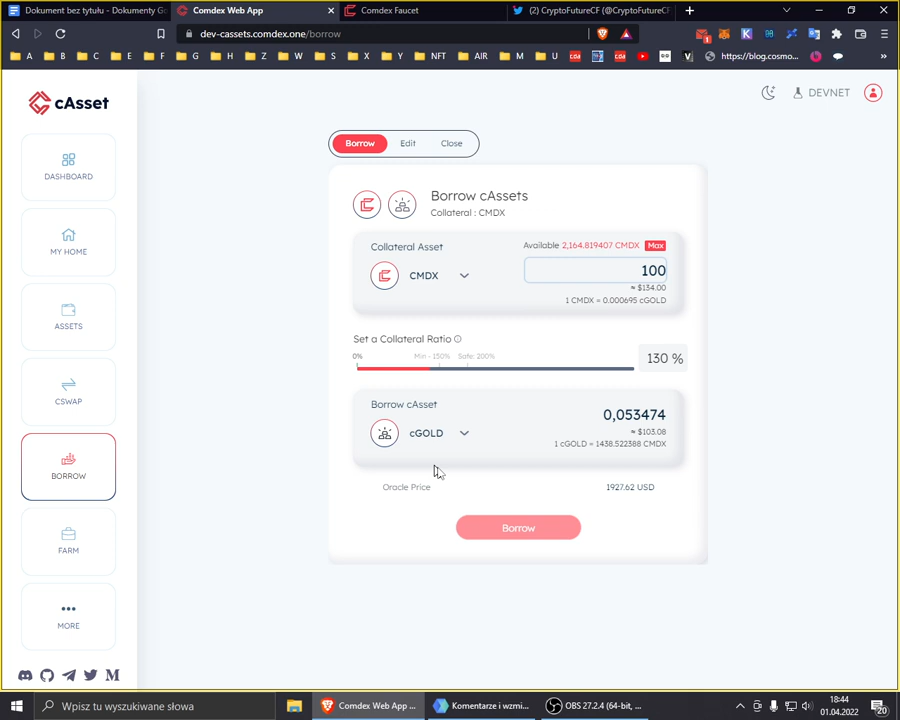 Dokument bez tytułu - Dokumenty Go
Comdex Web App
Comdex Faucet
(2) CryptoFutureCF (@CryptoFutureCF)
dev-cassets.comdex.one/borrow
A
B
C
E
F
G
H
Z
W
S
X
Y
NFT
AIR
M
U
https://blog.cosmo...
cAsset
DEVNET
DASHBOARD
MY HOME
ASSETS
CSWAP
BORROW
FARM
MORE
Borrow Edit Close
Borrow cAssets
Collateral : CMDX
Collateral Asset
Available 2,164.819407 CMDX Max
CMDX
100
≈ $134.00
1 CMDX = 0.000695 cGOLD
Set a Collateral Ratio
0% Min - 150% Safe: 200%
130 %
Borrow cAsset
cGOLD
0,053474
≈ $103.08
1 cGOLD = 1438.522388 CMDX
Oracle Price 1927.62 USD
Borrow
Wpisz tu wyszukiwane słowa
Comdex Web App ...
Komentarze i wzmi...
OBS 27.2.4 (64-bit, ...
18:44
01.04.2022
20